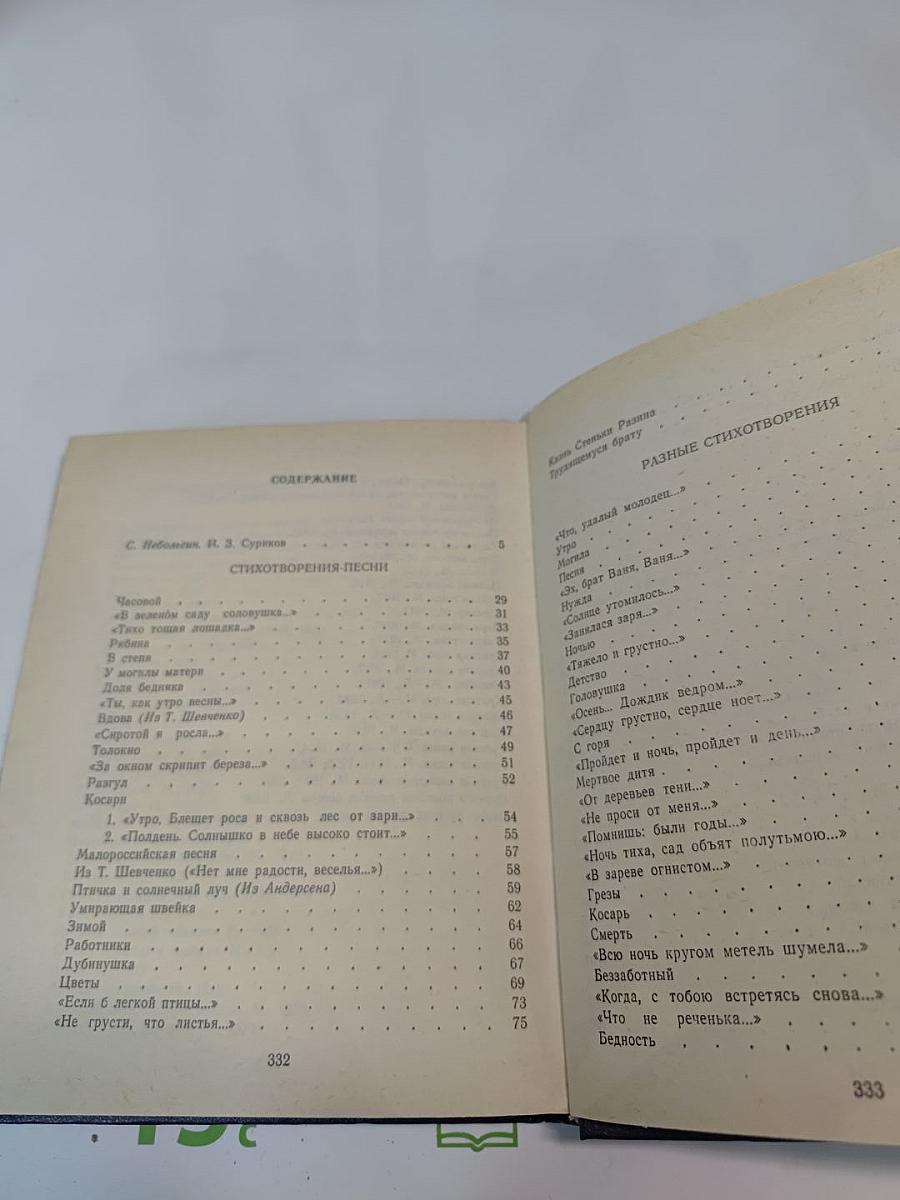 СОДЕРЖАНИЕ
С. Небольсин. И. З. Суриков . . . . . . . . . 5
СТИХОТВОРЕНИЯ-ПЕСНИ
Часовой 29
«В зеленом саду соловушка...» 31
«Тихо тощая лошадка...» 33
Рябина 35
В степи 37
У могилы матери 40
Доля бедняка 43
«Ты, как утро весны...» 45
Вдова (Из Т. Шевченко) 46
«Сиротой я росла...» 47
Толокно 49
«За окном скрипит береза...» 51
Разгул 52
Косари
1. «Утро. Блещет роса и сквозь лес от зари...» 54
2. «Полдень. Солнышко в небе высоко стоит...» 55
Малороссийская песня 57
Из Т. Шевченко («Нет мне радости, веселья...») 58
Птичка и солнечный луч (Из Андерсена) 59
Умирающая швейка 62
Зимой 64
Работники 66
Дубинушка 67
Цветы 69
«Если б легкой птицы...» 73
«Не грусти, что листья...» 75
332
Казнь Стеньки Разина
Трудящемуся брату
РАЗНЫЕ СТИХОТВОРЕНИЯ
«Что, удалый молодец...»
Утро
Могила
Песня
«Эх, брат Ваня, Ваня...»
Нужда
«Солнце утомилось...»
«Занялася заря...»
Ночью
«Тяжело и грустно...»
Детство
Головушка
«Осень... Дождик ведром...»
«Сердцу грустно, сердце ноет...»
С горя
«Пройдет и ночь, пройдет и день...»
Мертвое дитя
«От деревьев тени...»
«Не проси от меня...»
«Помнишь: были годы...»
«Ночь тиха, сад объят полутьмою...»
«В зареве огнистом...»
Грезы
Косарь
Смерть
«Всю ночь кругом метель шумела...»
Беззаботный
«Когда, с тобою встретясь снова...»
«Что не реченька...»
Бедность
333